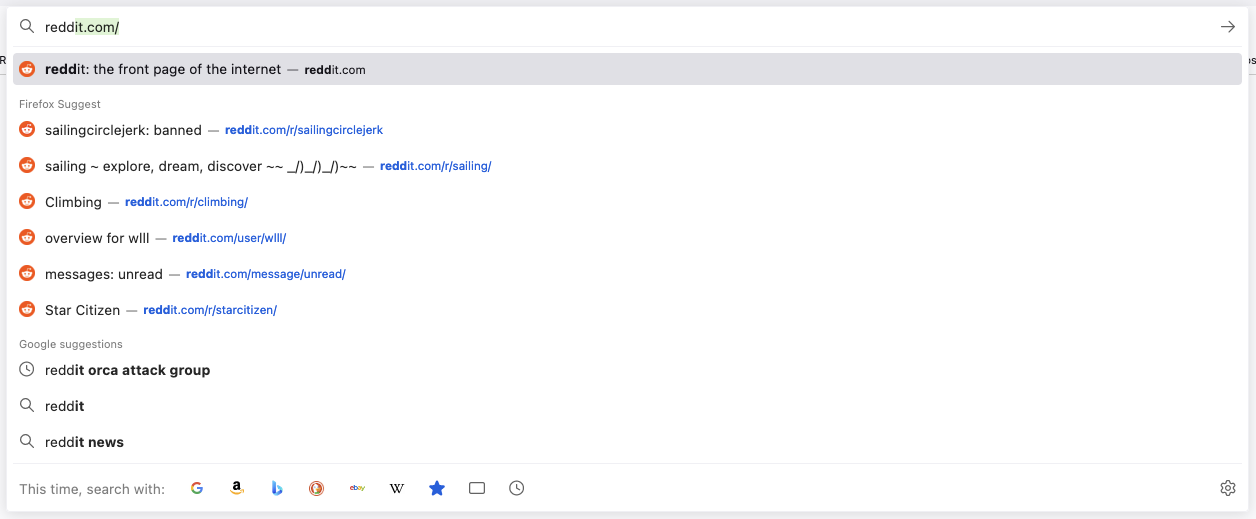 reddit.com/
reddit: the front page of the internet — reddit.com
Firefox Suggest
sailingcirclejerk: banned — reddit.com/r/sailingcirclejerk
sailing ~ explore, dream, discover ~~ _/)_/)_/)~~ — reddit.com/r/sailing/
Climbing — reddit.com/r/climbing/
overview for wlll — reddit.com/user/wlll/
messages: unread — reddit.com/message/unread/
Star Citizen — reddit.com/r/starcitizen/
Google suggestions
reddit orca attack group
reddit
reddit news
This time, search with: G a b ebay W